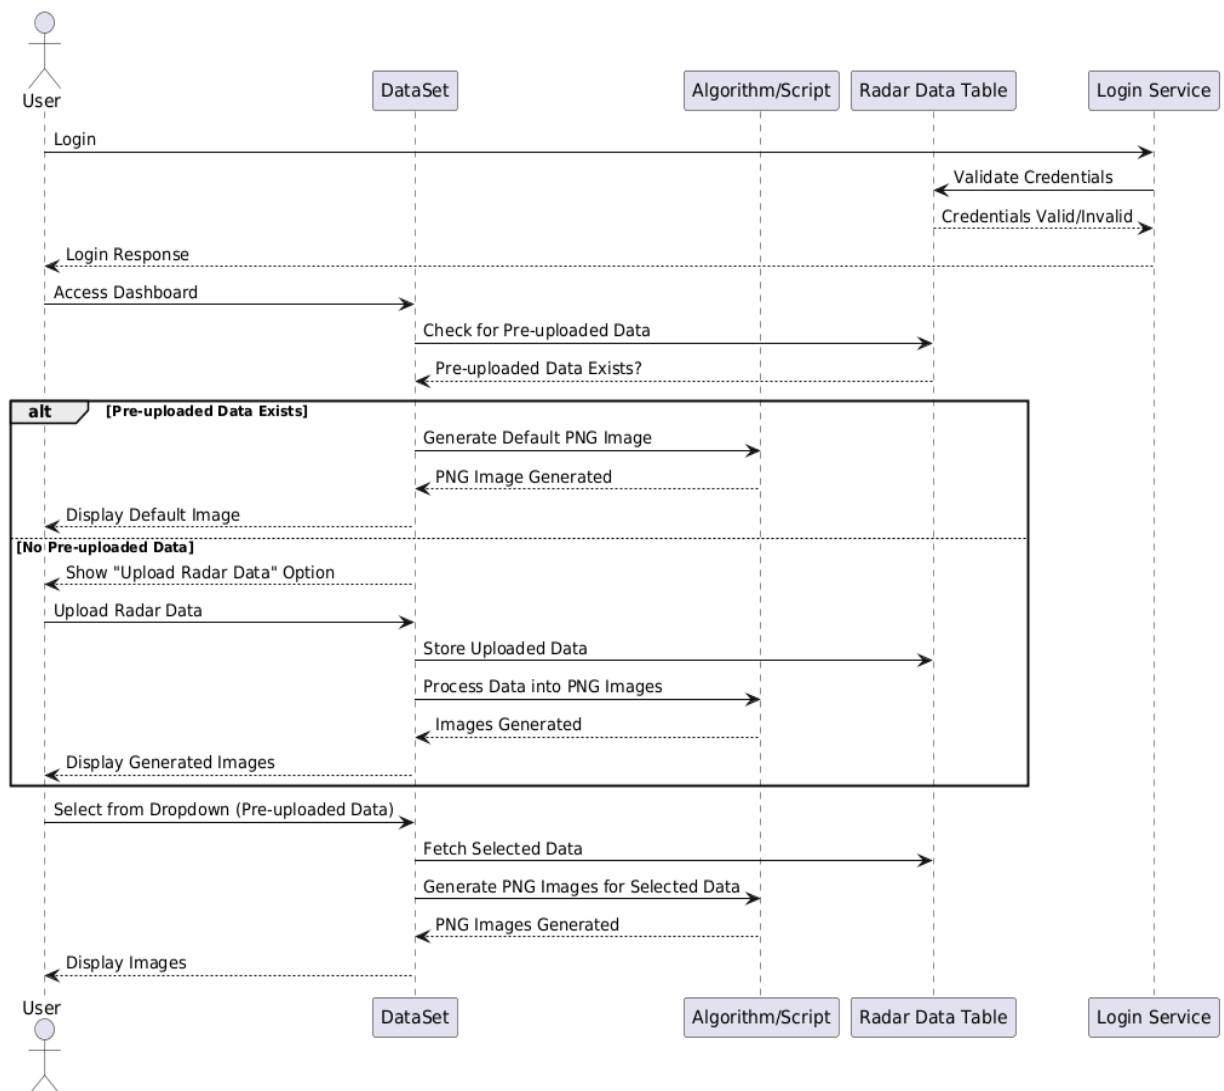 User
DataSet
Algorithm/Script
Radar Data Table
Login Service
Login
Validate Credentials
Credentials Valid/Invalid
Login Response
Access Dashboard
Check for Pre-uploaded Data
Pre-uploaded Data Exists?
alt
[Pre-uploaded Data Exists]
Generate Default PNG Image
PNG Image Generated
Display Default Image
[No Pre-uploaded Data]
Show "Upload Radar Data" Option
Upload Radar Data
Store Uploaded Data
Process Data into PNG Images
Images Generated
Display Generated Images
Select from Dropdown (Pre-uploaded Data)
Fetch Selected Data
Generate PNG Images for Selected Data
PNG Images Generated
Display Images
User
DataSet
Algorithm/Script
Radar Data Table
Login Service